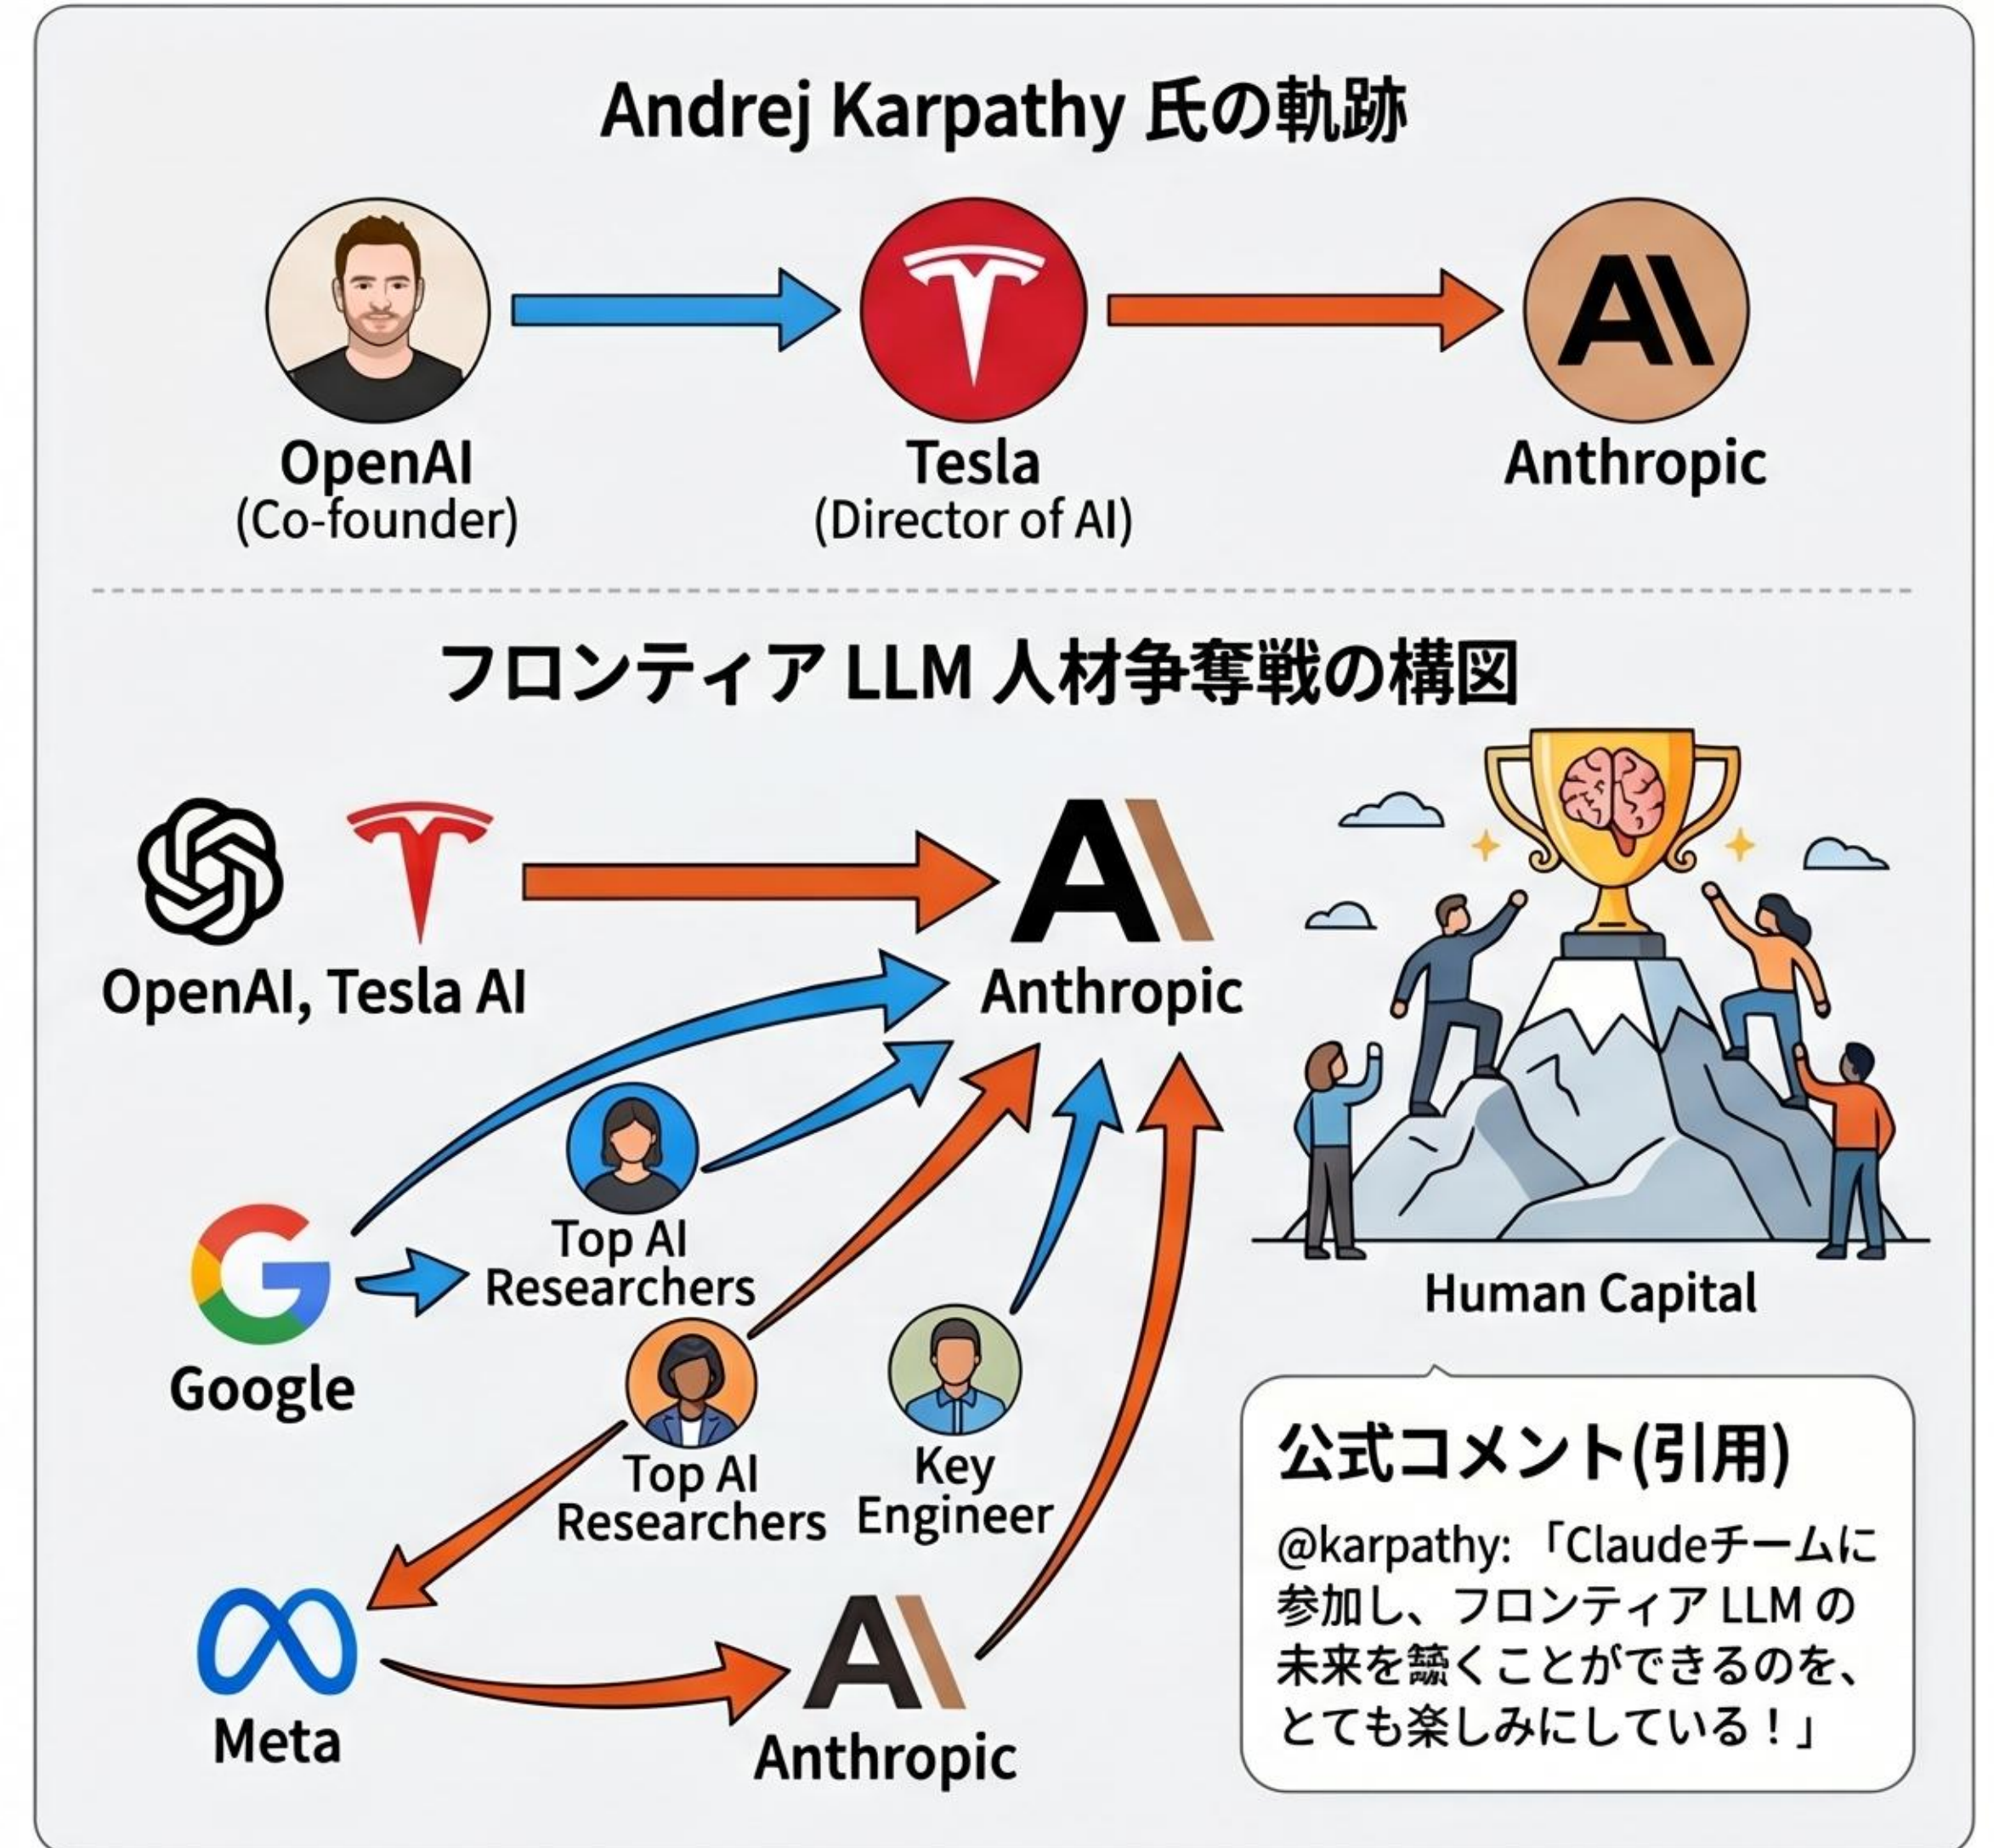 Andrej Karpathy 氏の軌跡
OpenAI
(Co-founder)
Tesla
(Director of AI)
Anthropic
フロンティア LLM 人材争奪戦の構図
OpenAI, Tesla AI
Anthropic
Top AI
Researchers
Google
Top AI
Researchers
Key
Engineer
Meta
Anthropic
Human Capital
公式コメント(引用)
@karpathy: 「Claudeチームに
参加し、フロンティア LLM の
未来を くことができるのを、
とても楽しみにしている！」